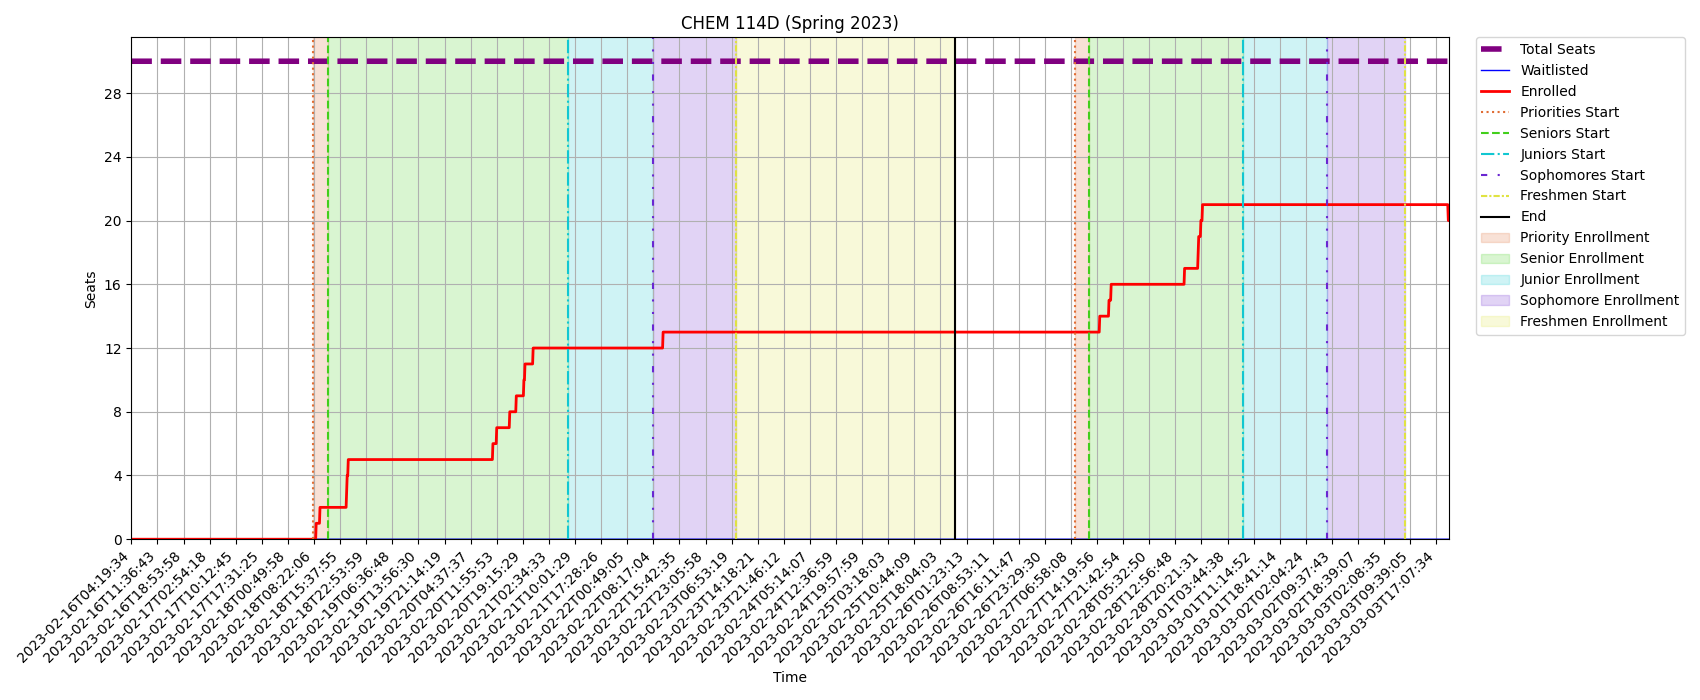 CHEM 114D (Spring 2023)
Total Seats
Waitlisted
Enrolled
Priorities Start
Seniors Start
Juniors Start
Sophomores Start
Freshmen Start
End
Priority Enrollment
Senior Enrollment
Junior Enrollment
Sophomore Enrollment
Freshmen Enrollment
28
24
20
16
12
8
4
0
Seats
2023-02-16T04:19:34
2023-02-16T11:36:43
2023-02-16T18:53:58
2023-02-17T02:54:18
2023-02-17T10:12:45
2023-02-17T17:31:25
2023-02-18T00:49:58
2023-02-18T08:22:06
2023-02-18T15:37:55
2023-02-18T22:53:59
2023-02-19T06:36:48
2023-02-19T13:56:30
2023-02-19T21:14:19
2023-02-20T04:37:37
2023-02-20T11:55:53
2023-02-20T19:15:29
2023-02-21T02:34:33
2023-02-21T10:01:29
2023-02-21T17:28:26
2023-02-22T00:49:05
2023-02-22T08:17:04
2023-02-22T15:42:35
2023-02-22T23:05:58
2023-02-23T06:53:19
2023-02-23T14:18:21
2023-02-23T21:46:12
2023-02-24T05:14:07
2023-02-24T12:36:59
2023-02-24T19:57:59
2023-02-25T03:18:03
2023-02-25T10:44:09
2023-02-25T18:04:03
2023-02-26T01:23:13
2023-02-26T08:53:11
2023-02-26T16:11:47
2023-02-26T23:29:30
2023-02-27T06:58:08
2023-02-27T14:19:56
2023-02-27T21:42:54
2023-02-28T05:32:50
2023-02-28T12:56:48
2023-02-28T20:21:31
2023-03-01T03:44:38
2023-03-01T11:14:52
2023-03-01T18:41:14
2023-03-02T02:04:24
2023-03-02T09:37:43
2023-03-02T18:39:07
2023-03-03T02:08:35
2023-03-03T09:39:05
2023-03-03T17:07:34
Time